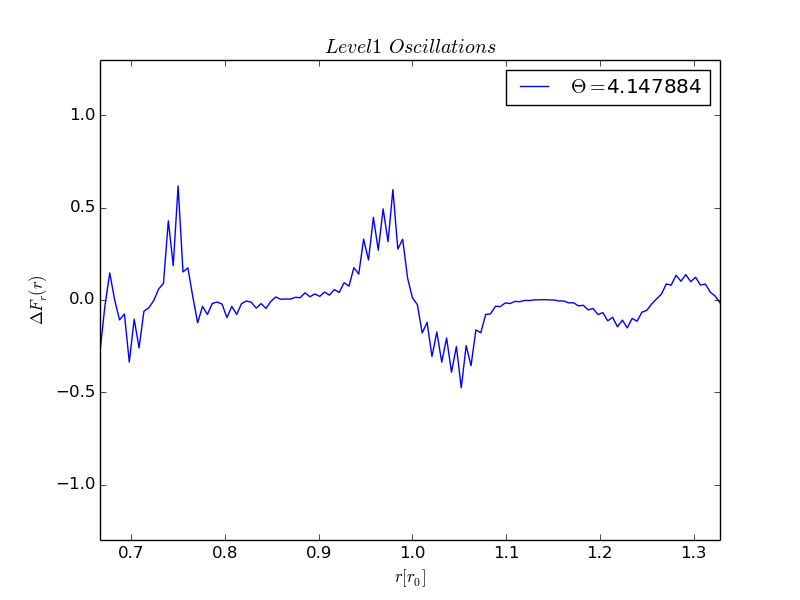 Level1 Oscillations
Θ =4.147884
1.0
0.5
0.0
−0.5
−1.0
ΔF_r(r)
0.7 0.8 0.9 1.0 1.1 1.2 1.3
r[r_0]